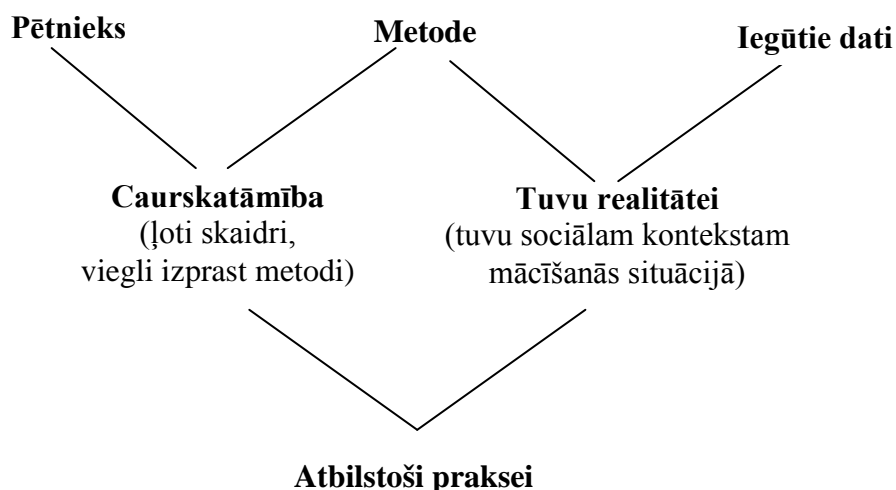 Pētnieks
Metode
Iegūtie dati
Caurskatāmība
(ļoti skaidri,
viegli izprast metodi)
Tuvu realitātei
(tuvu sociālam kontekstam
mācīšanās situācijā)
Atbilstoši praksei